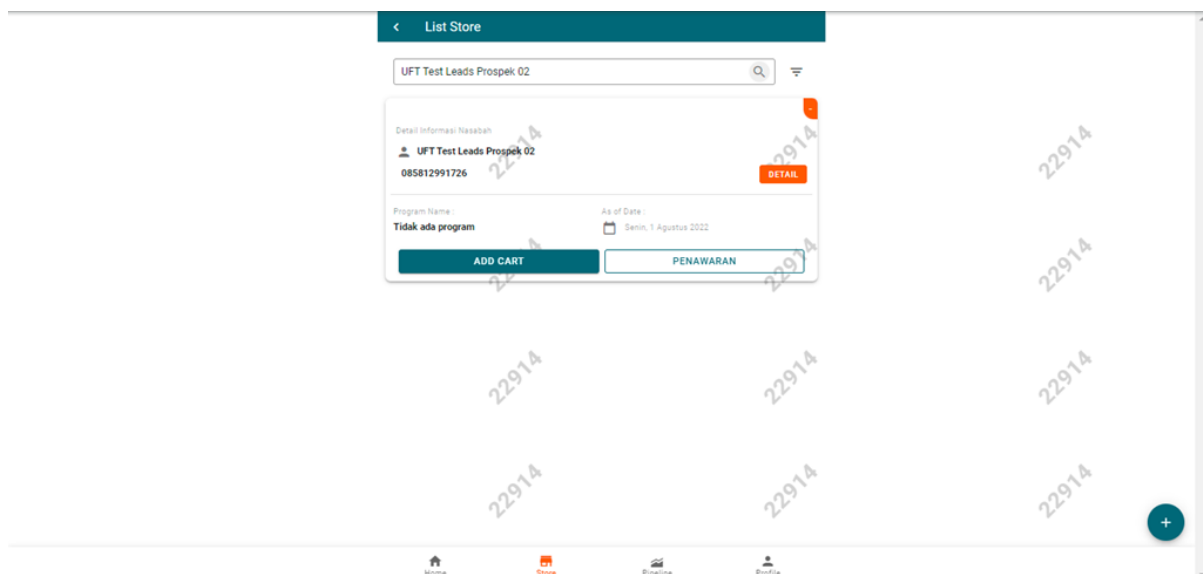 List Store
UFT Test Leads Prospek 02
-
Detail Informasi Nasabah
UFT Test Leads Prospek 02
085812991726
DETAIL
Program Name :
As of Date :
Tidak ada program
Senin, 1 Agustus 2022
ADD CART
PENAWARAN
22914
22914
22914
22914
22914
22914
22914
22914
22914
22914
22914
22914
+
Home
Store
Pipeline
Profile